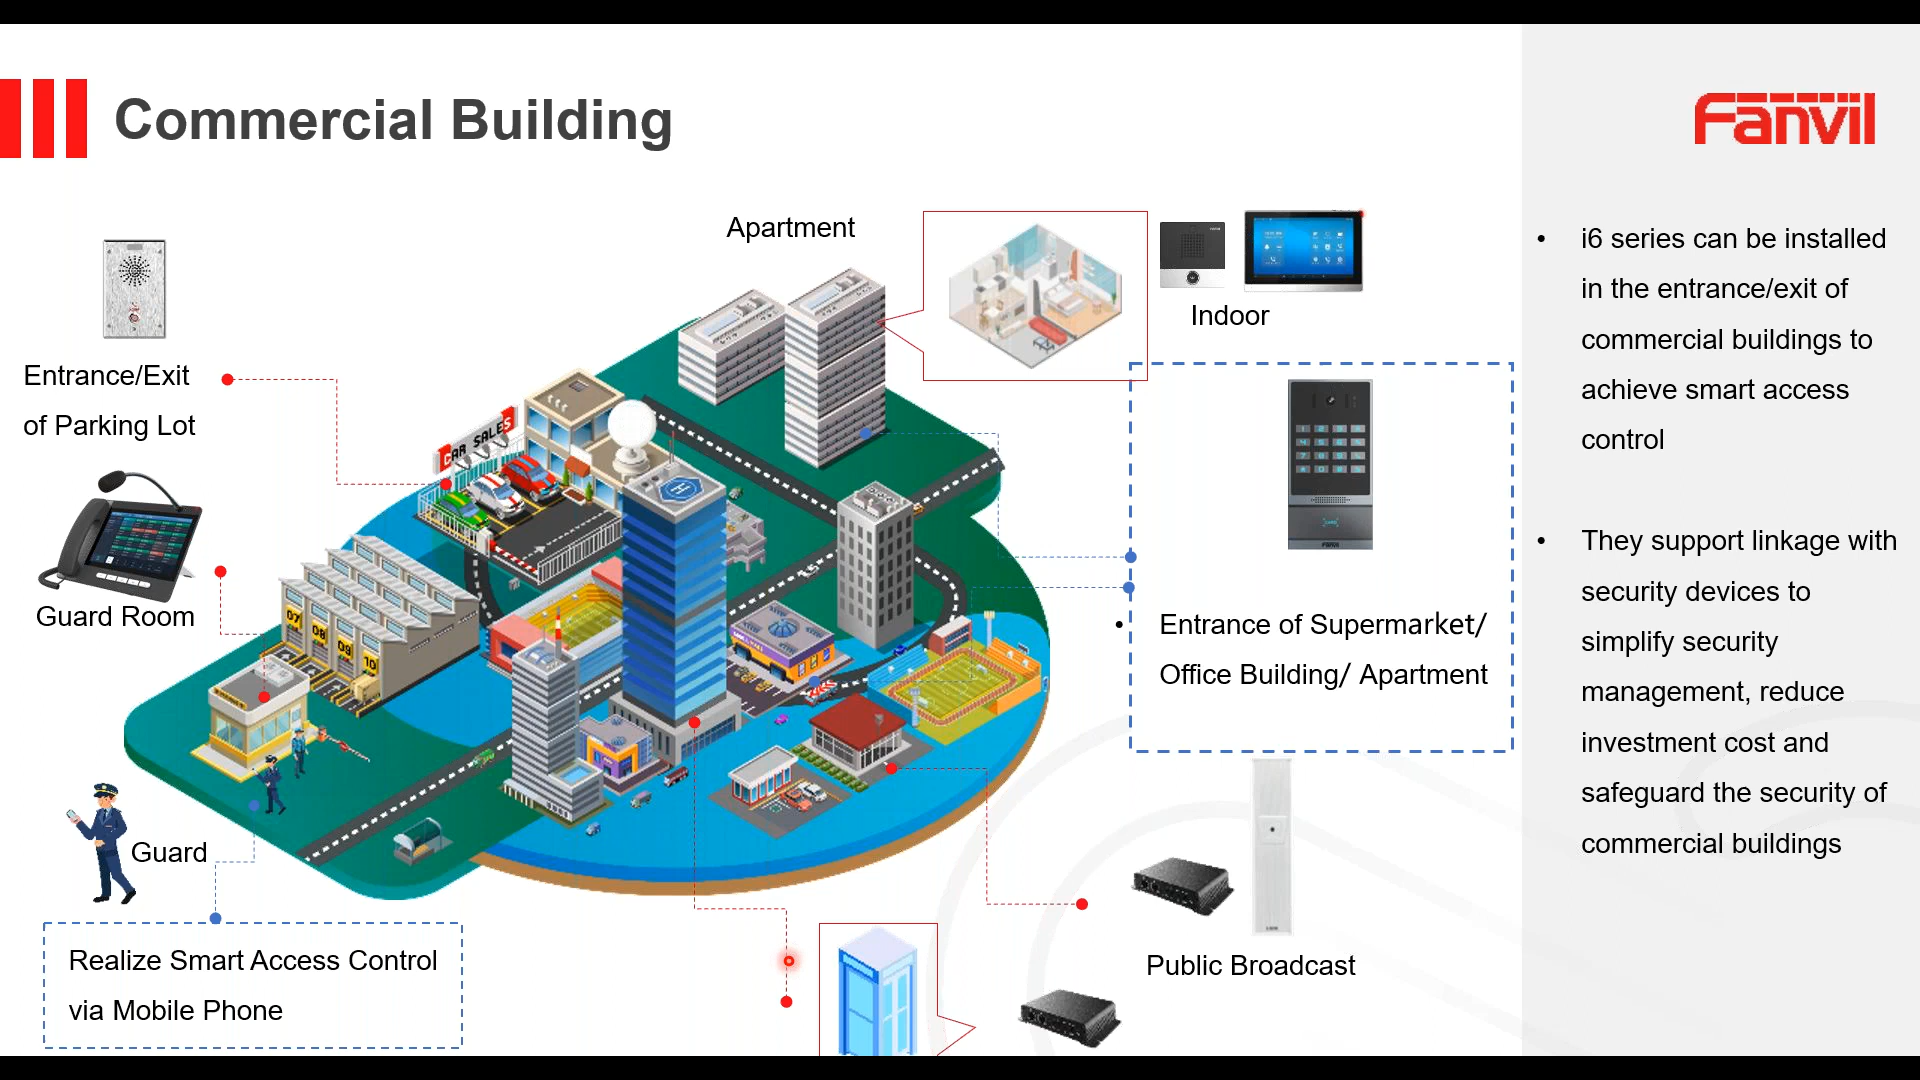 Commercial Building
Fanvil
Apartment
Indoor
Entrance/Exit
of Parking Lot
CAR SALES
Guard Room
07
08
09
10
H
• Entrance of Supermarket/
Office Building/ Apartment
Guard
Realize Smart Access Control
via Mobile Phone
Public Broadcast
• i6 series can be installed
in the entrance/exit of
commercial buildings to
achieve smart access
control
• They support linkage with
security devices to
simplify security
management, reduce
investment cost and
safeguard the security of
commercial buildings